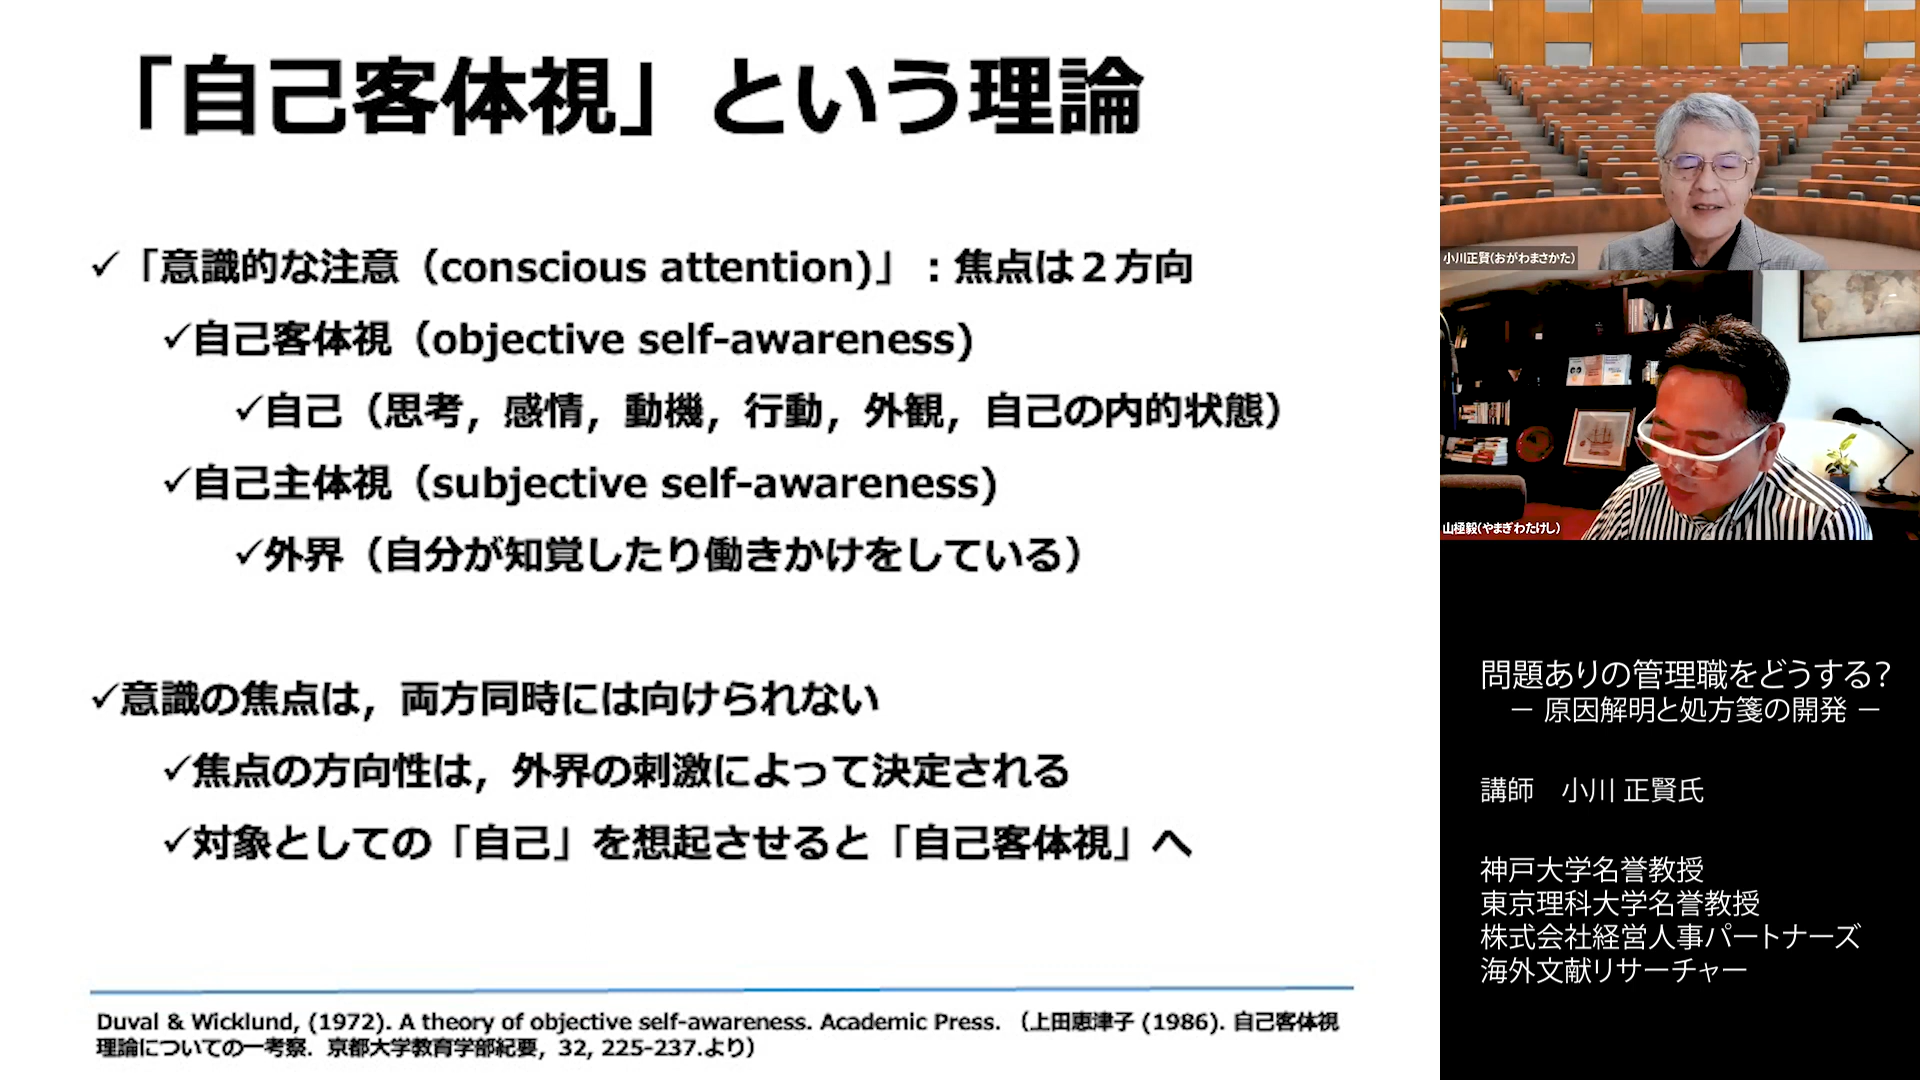 「自己客体視」という理論
✓「意識的な注意（conscious attention)」：焦点は２方向
✓自己客体視（objective self-awareness)
✓自己（思考，感情，動機，行動，外観，自己の内的状態）
✓自己主体視（subjective self-awareness)
✓外界（自分が知覚したり働きかけをしている）
✓意識の焦点は，両方同時には向けられない
✓焦点の方向性は，外界の刺激によって決定される
✓対象としての「自己」を想起させると「自己客体視」へ
Duval & Wicklund, (1972). A theory of objective self-awareness. Academic Press. （上田恵津子 (1986). 自己客体視
理論についての一考察．京都大学教育学部紀要，32, 225-237.より）
小川正賢(おがわまさかた)
山極毅(やまぎわたけし)
問題ありの管理職をどうする？
－ 原因解明と処方箋の開発 －
講師　小川 正賢氏
神戸大学名誉教授
東京理科大学名誉教授
株式会社経営人事パートナーズ
海外文献リサーチャー